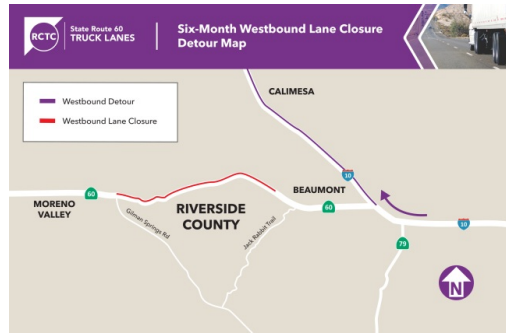 RCTC
State Route 60
TRUCK LANES
Six-Month Westbound Lane Closure
Detour Map
Westbound Detour
Westbound Lane Closure
CALIMESA
10
BEAUMONT
60
MORENO
VALLEY
60
RIVERSIDE
COUNTY
Gilman Springs Rd
Jack Rabbit Trail
10
79
N